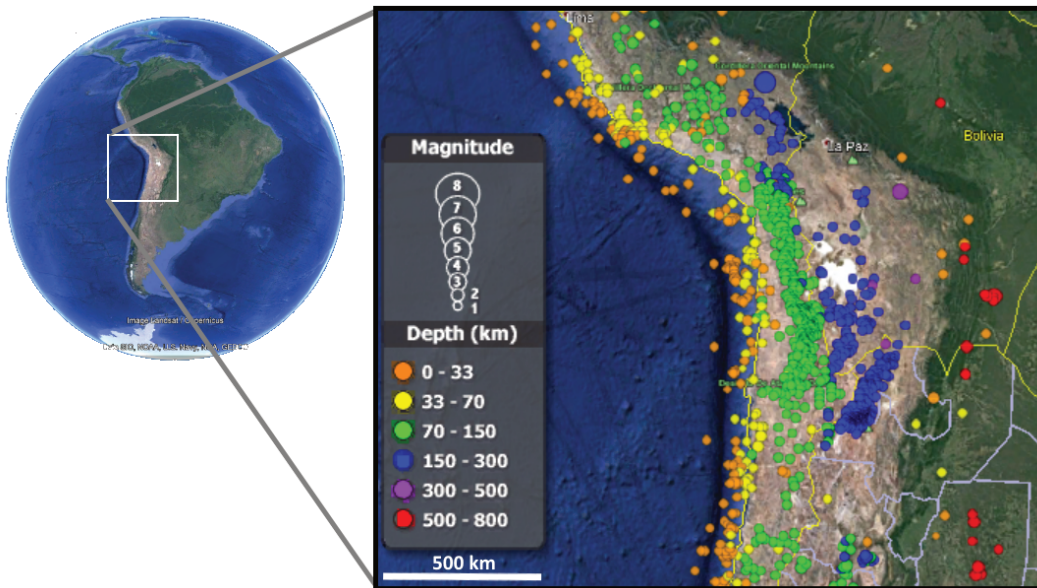 Image Landsat / Copernicus
Lima
Bolivia
La Paz
Magnitude
8
7
6
5
4
3
2
1
Depth (km)
0 - 33
33 - 70
70 - 150
150 - 300
300 - 500
500 - 800
500 km